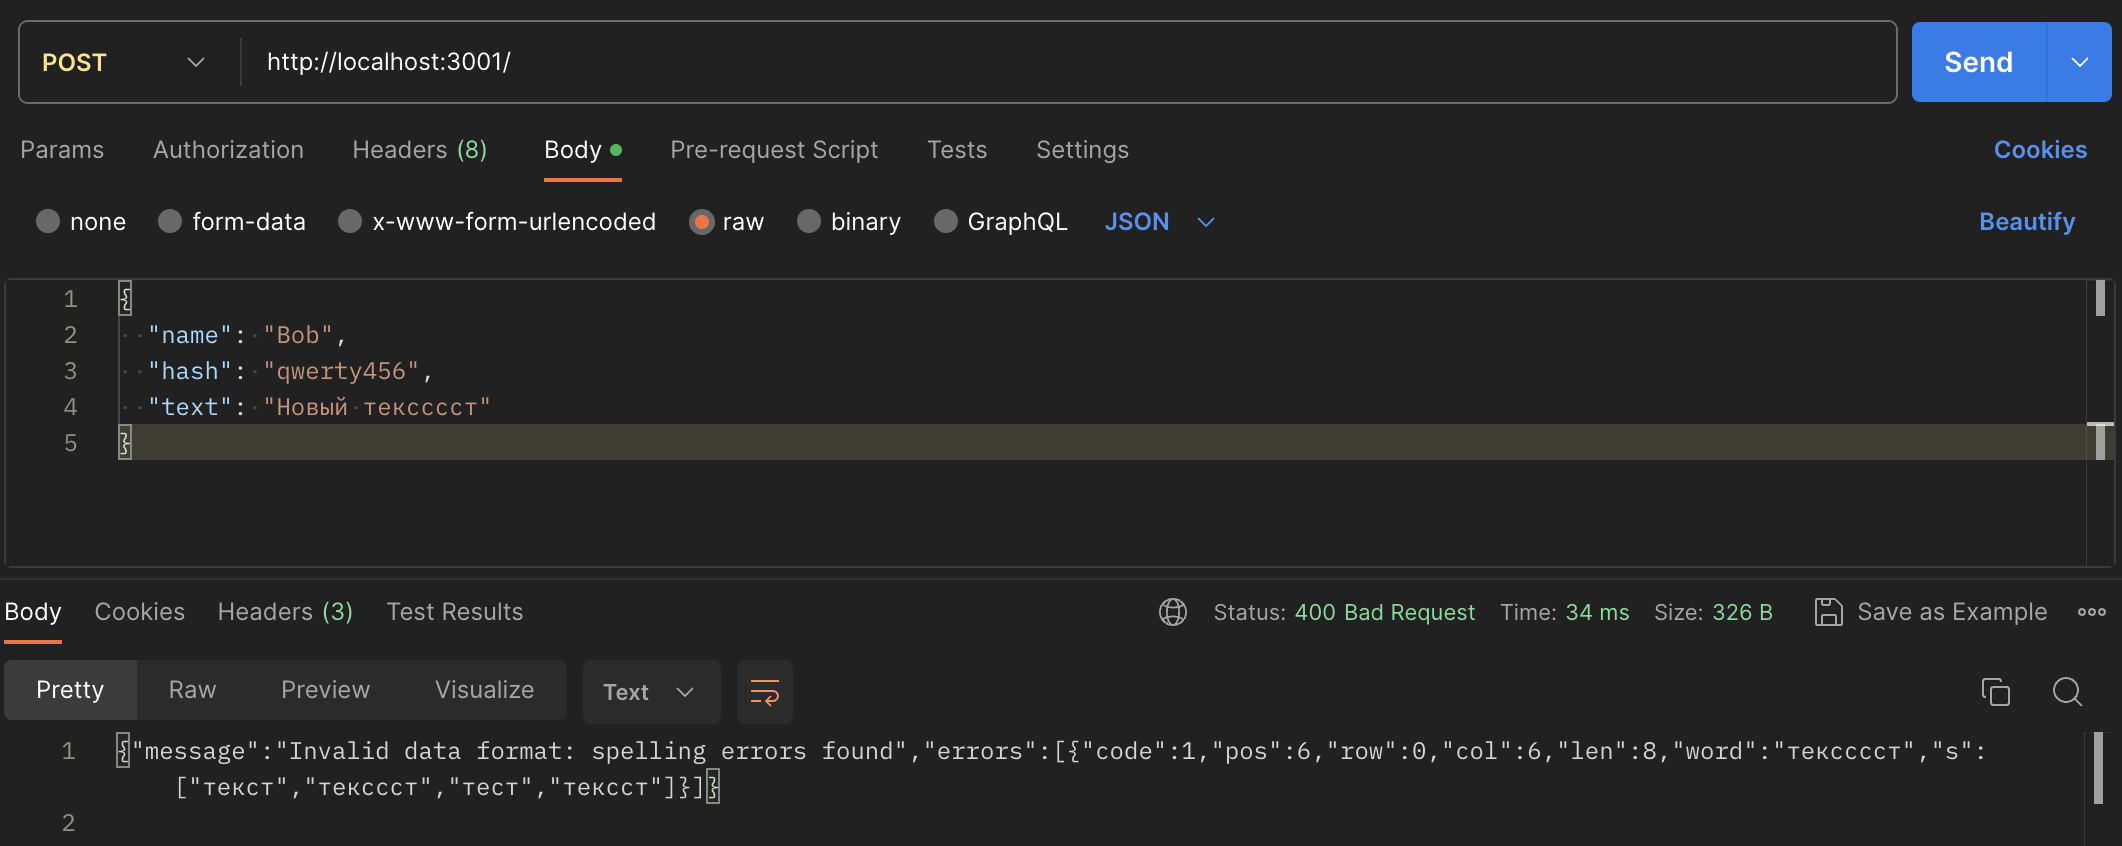 POST http://localhost:3001/ Send
Params Authorization Headers (8) Body Pre-request Script Tests Settings Cookies
none form-data x-www-form-urlencoded raw binary GraphQL JSON Beautify
1 {
2 "name": "Bob",
3 "hash": "qwerty456",
4 "text": "Новый тексссст"
5 }
Body Cookies Headers (3) Test Results Status: 400 Bad Request Time: 34 ms Size: 326 B Save as Example
Pretty Raw Preview Visualize Text
1 {"message":"Invalid data format: spelling errors found","errors":[{"code":1,"pos":6,"row":0,"col":6,"len":8,"word":"тексссст","s":
["текст","текссст","тест","тексст"]}]}
2